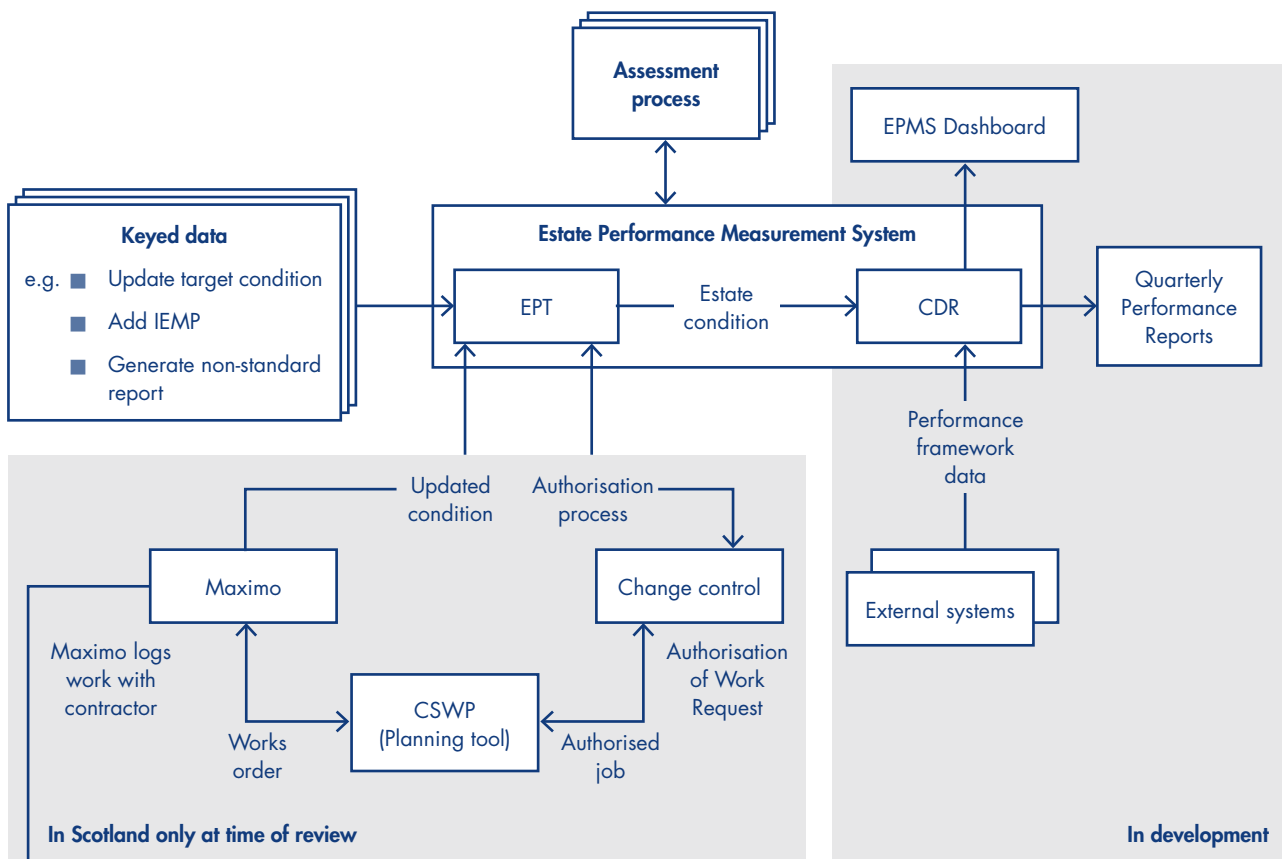 Assessment
process
EPMS Dashboard
Keyed data
e.g. ■ Update target condition
■ Add IEMP
■ Generate non-standard
report
Estate Performance Measurement System
EPT
Estate
condition
CDR
Quarterly
Performance
Reports
Performance
framework
data
External systems
Updated
condition
Authorisation
process
Maximo
Change control
Maximo logs
work with
contractor
Authorisation
of Work
Request
CSWP
(Planning tool)
Works
order
Authorised
job
In Scotland only at time of review
In development